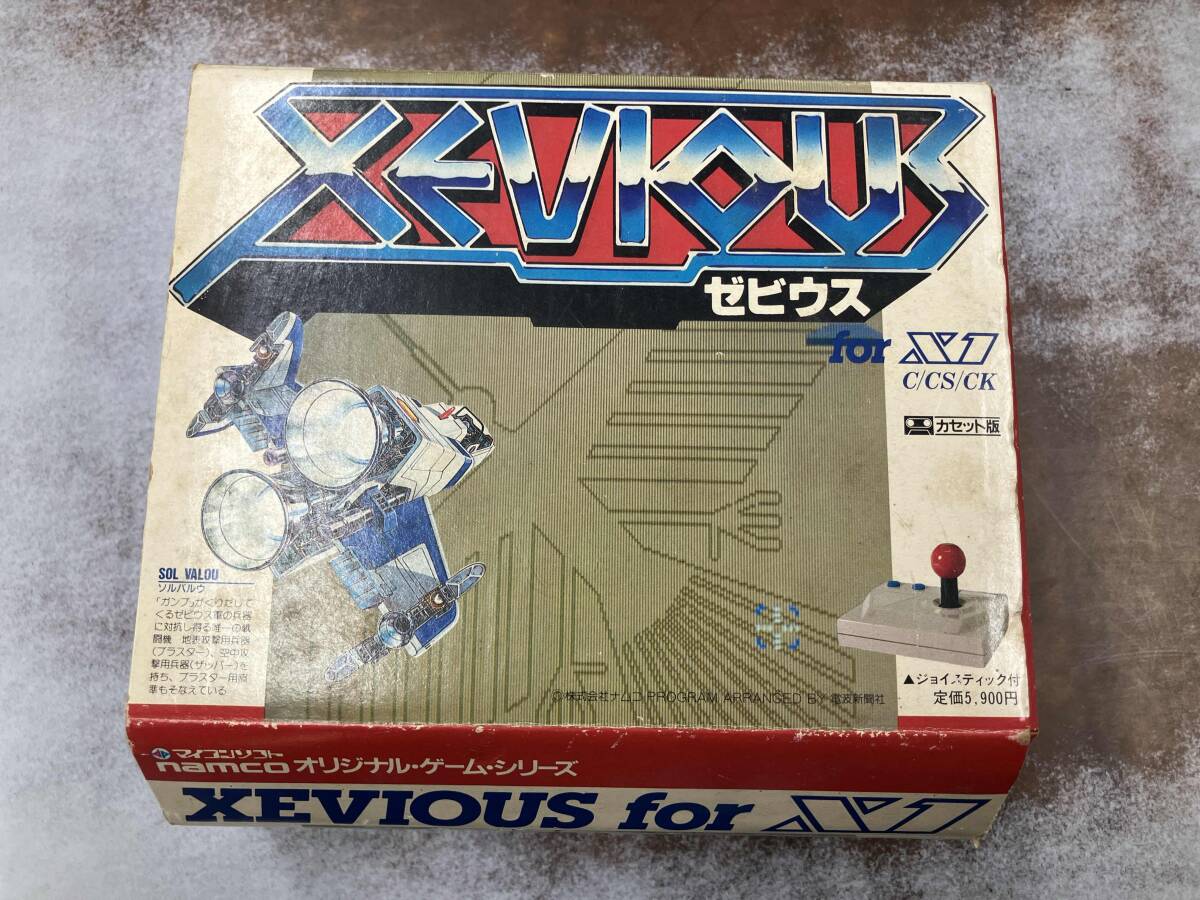 XEVIOUS
ゼビウス
for X1
C/CS/CK
カセット版
SOL VALOU
ソルバルウ
「ガンプ」がくりだして
くるゼビウス軍の兵器
に対抗し得る唯一の戦
闘機 地表攻撃用兵器
(ブラスター)、空中攻
撃用兵器(ザッパー)を
持ち、ブラスター用照
準もそなえている
▲ジョイスティック付
定価5,900円
©株式会社ナムコ PROGRAM ARRANGED BY 電波新聞社
マイコンソフト
namco オリジナル・ゲーム・シリーズ
XEVIOUS for X1